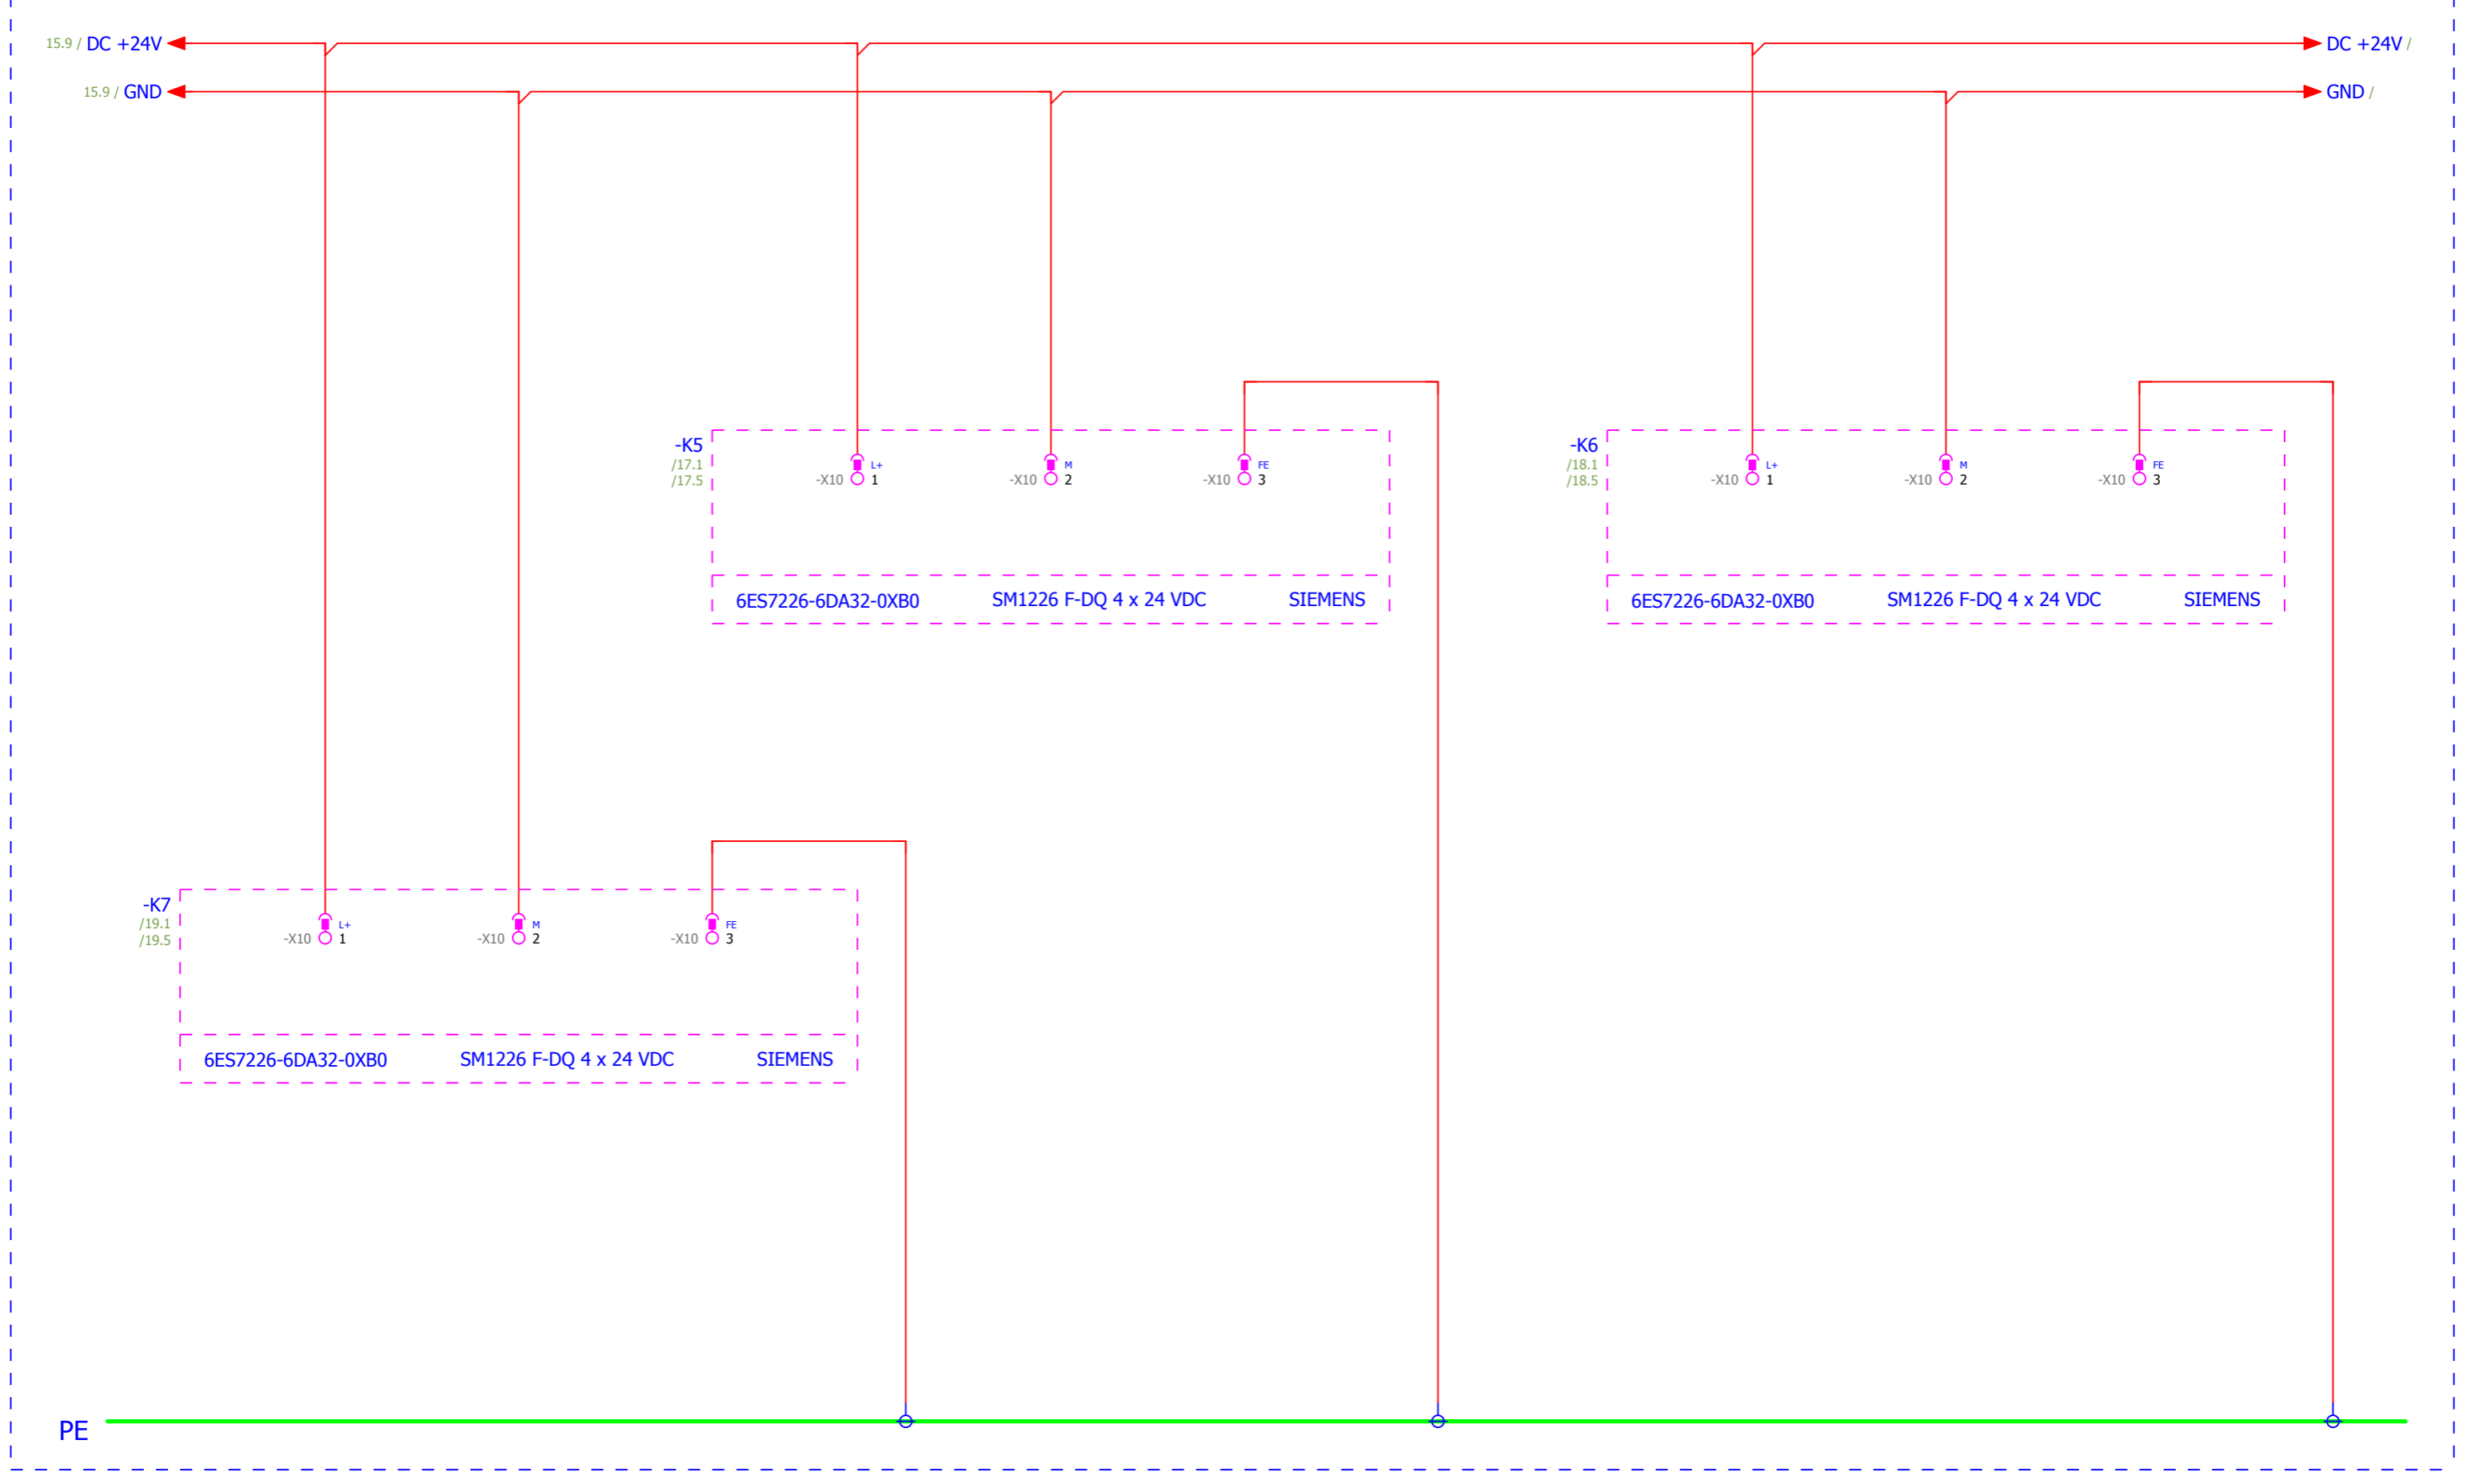 15.9 / DC +24V
DC +24V /
15.9 / GND
GND /
-K5
/17.1
/17.5
L+
-X10 1
M
-X10 2
FE
-X10 3
6ES7226-6DA32-0XB0 SM1226 F-DQ 4 x 24 VDC SIEMENS
-K6
/18.1
/18.5
L+
-X10 1
M
-X10 2
FE
-X10 3
6ES7226-6DA32-0XB0 SM1226 F-DQ 4 x 24 VDC SIEMENS
-K7
/19.1
/19.5
L+
-X10 1
M
-X10 2
FE
-X10 3
6ES7226-6DA32-0XB0 SM1226 F-DQ 4 x 24 VDC SIEMENS
PE